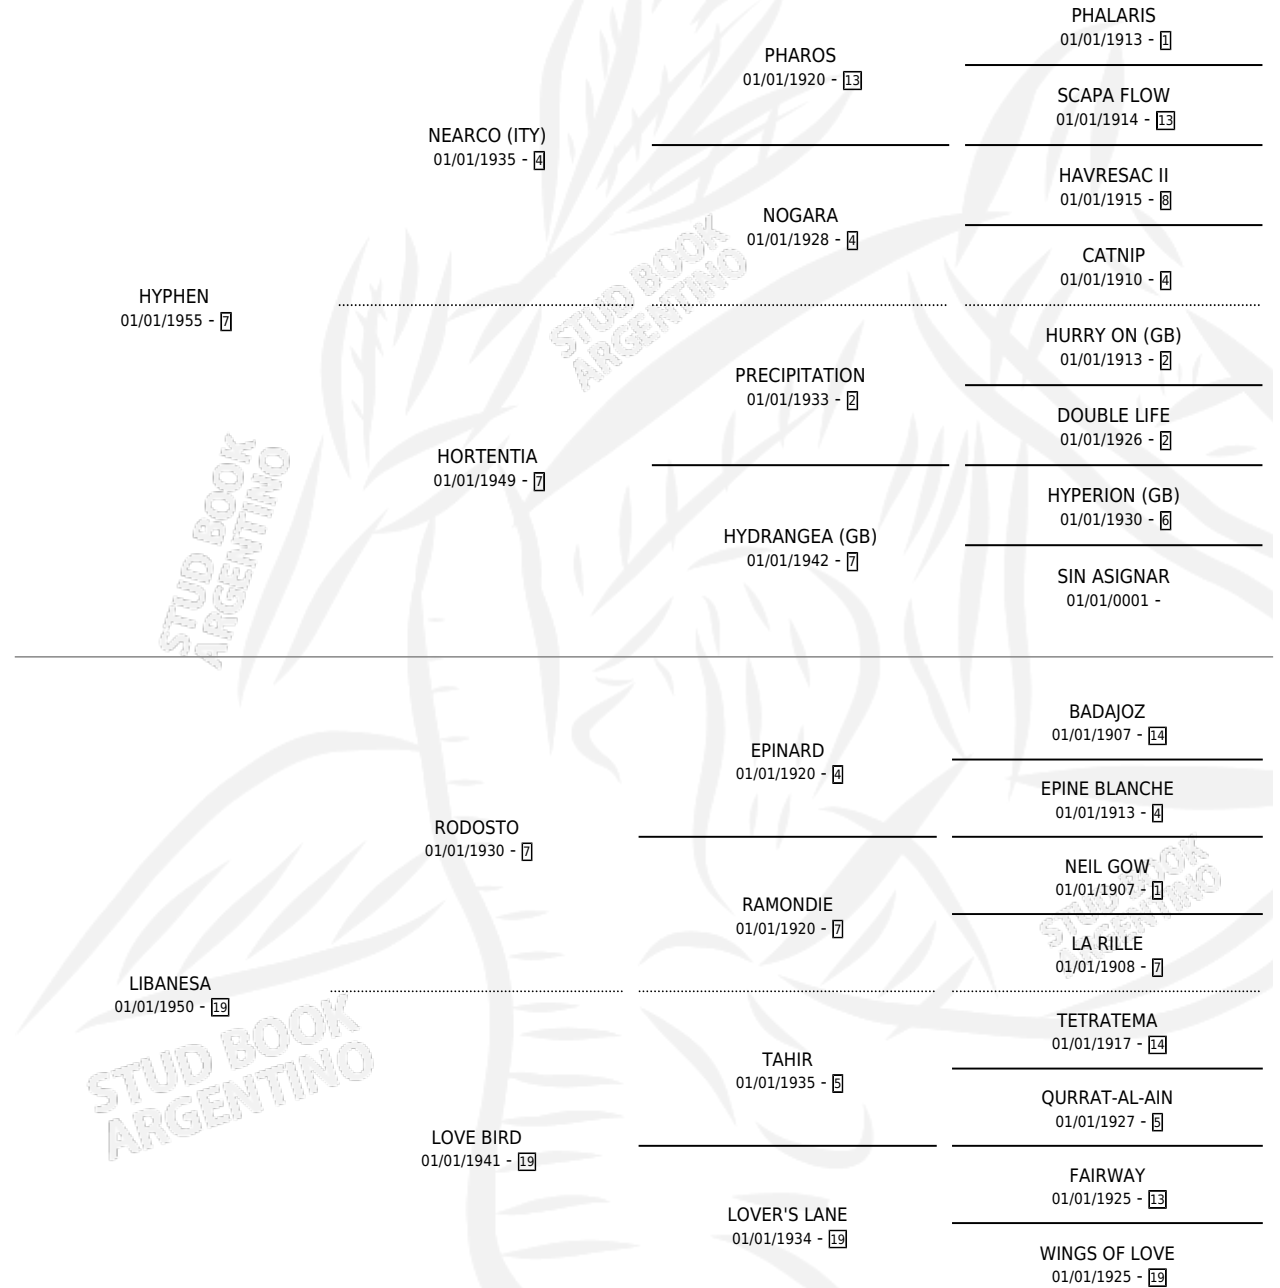 PHALARIS
01/01/1913 - 1
PHAROS
01/01/1920 - 13
SCAPA FLOW
01/01/1914 - 13
NEARCO (ITY)
01/01/1935 - 4
HAVRESAC II
01/01/1915 - 8
NOGARA
01/01/1928 - 4
CATNIP
01/01/1910 - 4
HYPHEN
01/01/1955 - 7
HURRY ON (GB)
01/01/1913 - 2
PRECIPITATION
01/01/1933 - 2
DOUBLE LIFE
01/01/1926 - 2
HORTENTIA
01/01/1949 - 7
HYPERION (GB)
01/01/1930 - 6
HYDRANGEA (GB)
01/01/1942 - 7
SIN ASIGNAR
01/01/0001 -
BADAJOZ
01/01/1907 - 14
EPINARD
01/01/1920 - 4
EPINE BLANCHE
01/01/1913 - 4
RODOSTO
01/01/1930 - 7
NEIL GOW
01/01/1907 - 1
RAMONDIE
01/01/1920 - 7
LA RILLE
01/01/1908 - 7
LIBANESA
01/01/1950 - 19
TETRATEMA
01/01/1917 - 14
TAHIR
01/01/1935 - 5
QURRAT-AL-AIN
01/01/1927 - 5
LOVE BIRD
01/01/1941 - 19
FAIRWAY
01/01/1925 - 13
LOVER'S LANE
01/01/1934 - 19
WINGS OF LOVE
01/01/1925 - 19
STUD BOOK
ARGENTINO
STUD BOOK
ARGENTINO
STUD BOOK
ARGENTINO
STUD BOOK
ARGENTINO